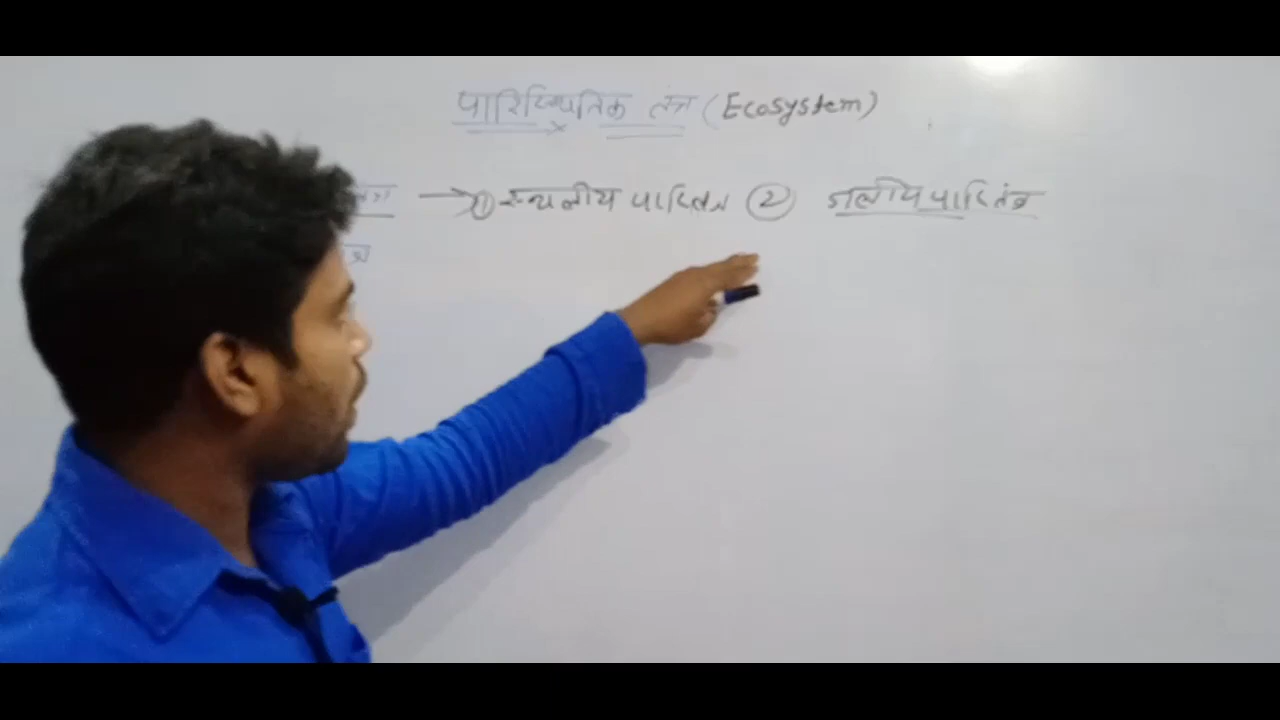 पारिस्थितिक तंत्र (Ecosystem)
→ ① स्थलीय पारितंत्र ② जलीय पारितंत्र